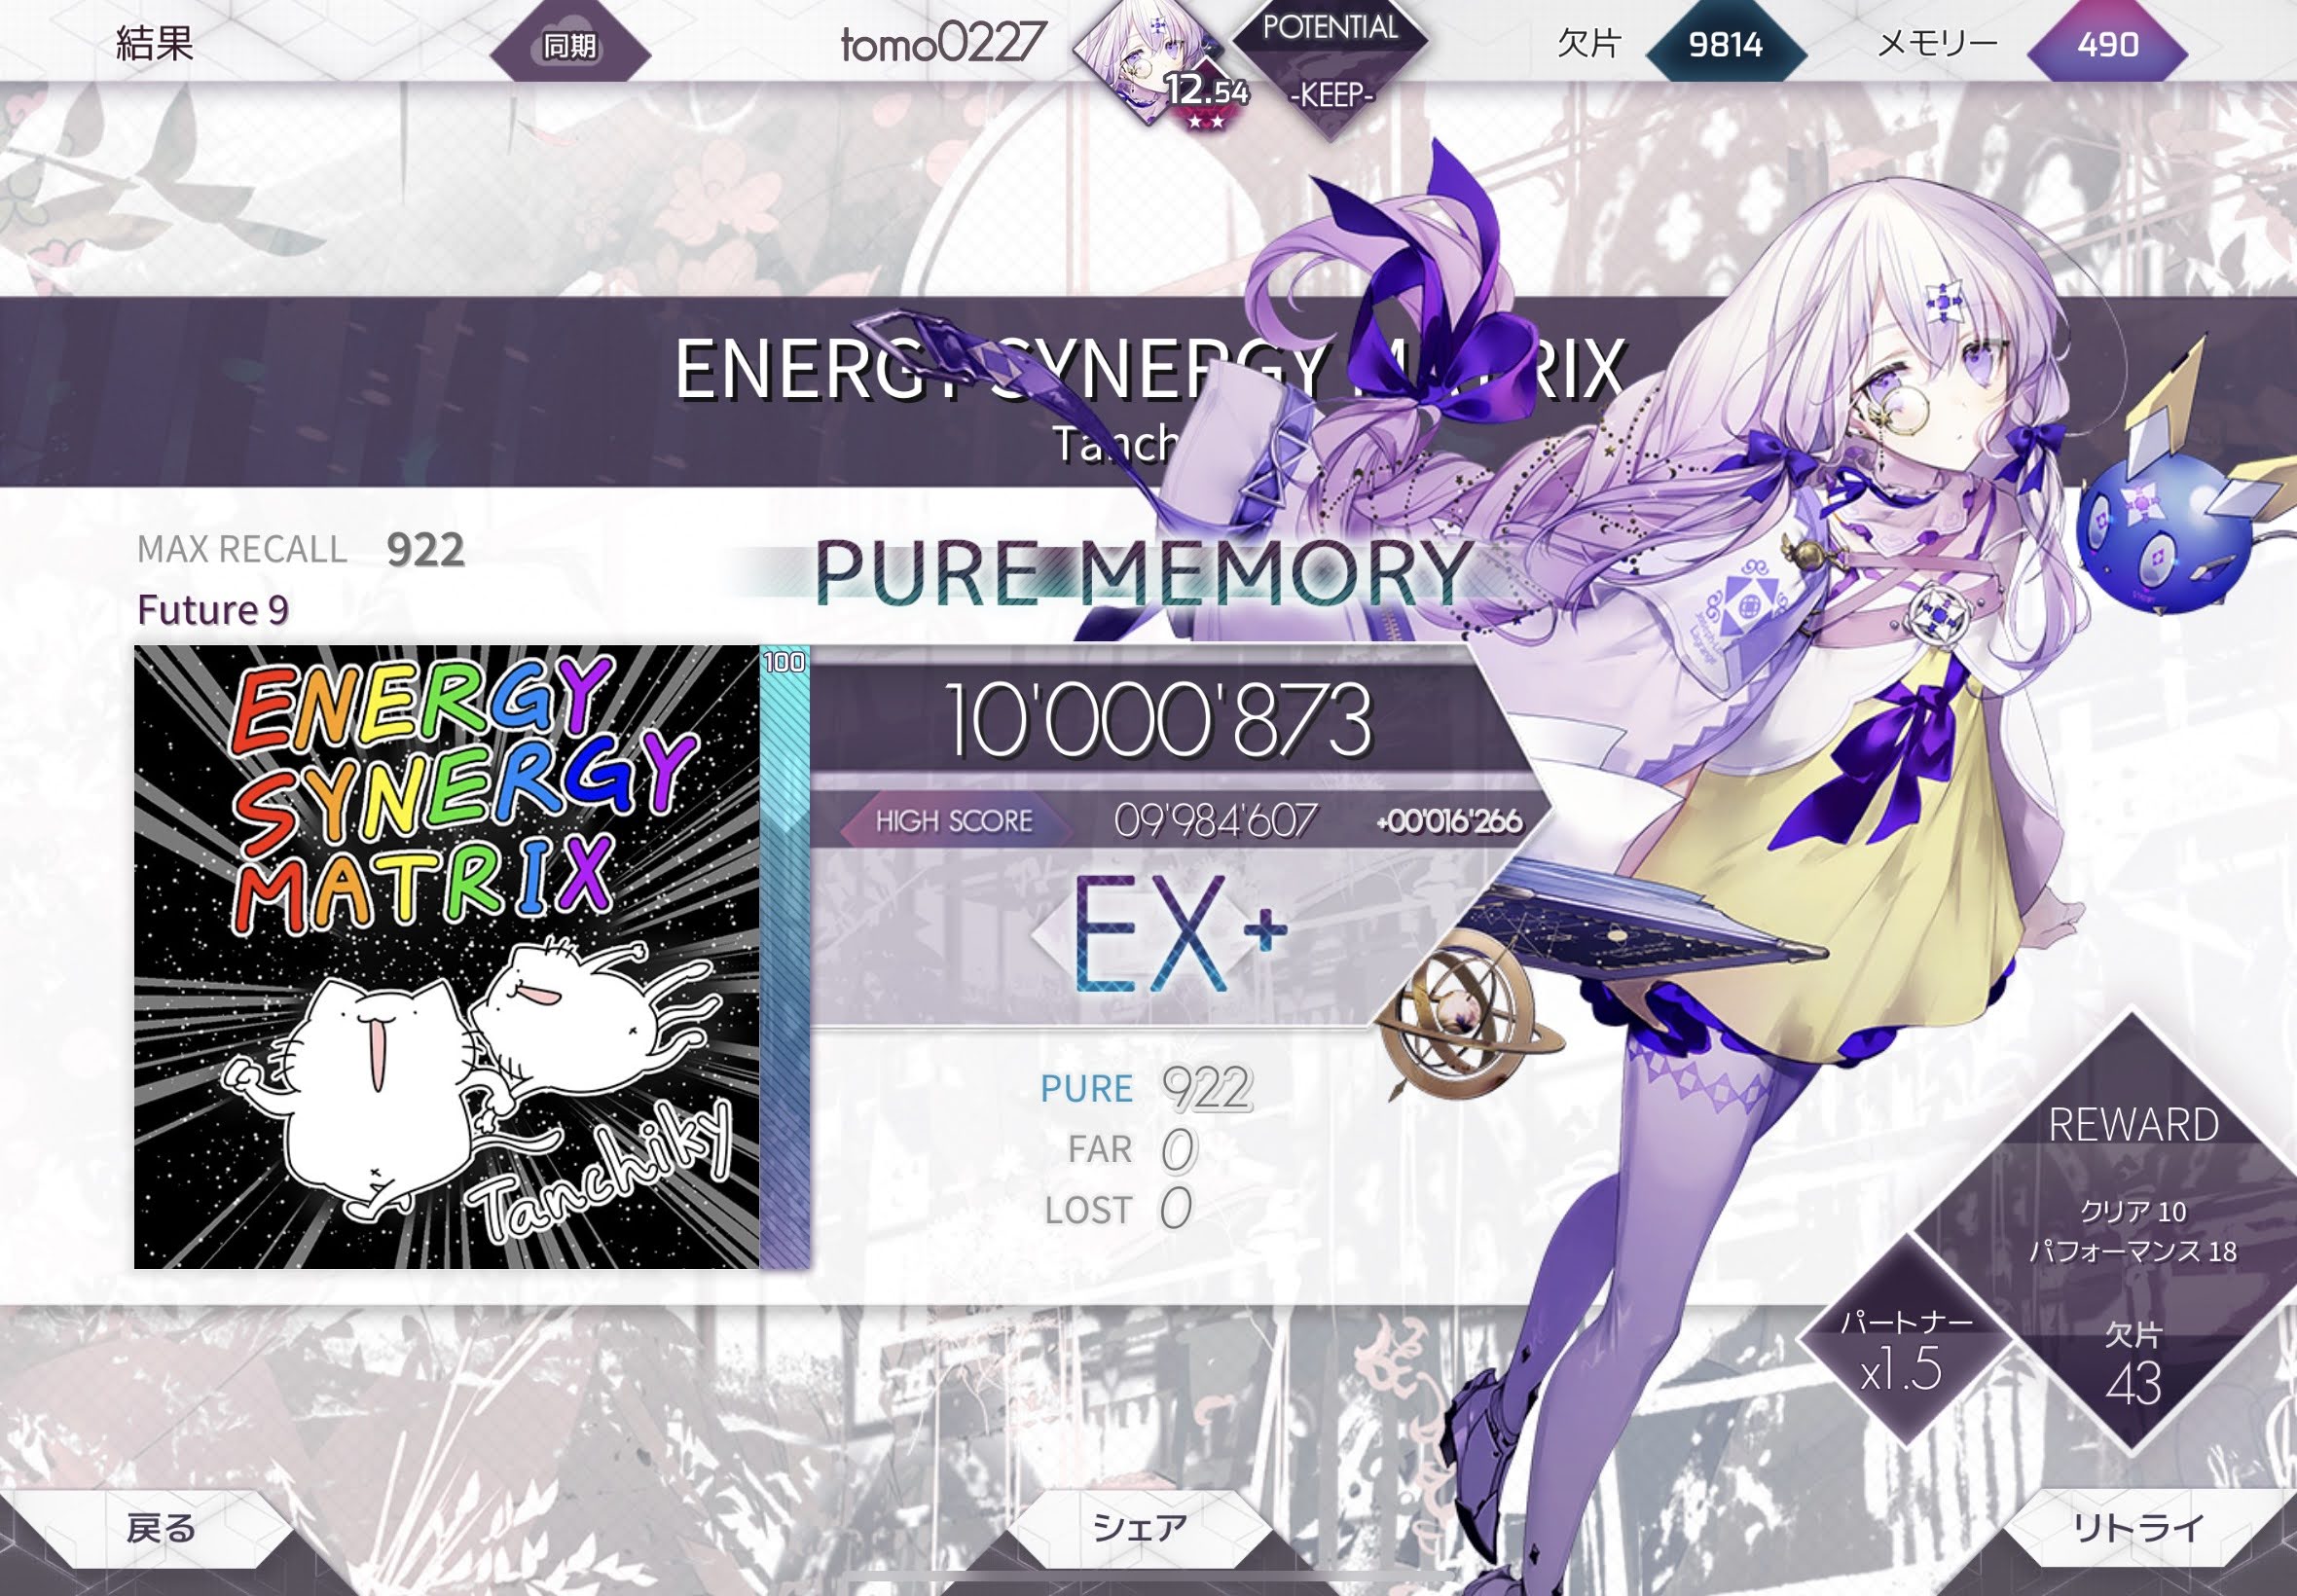 結果
同期
tomo0227
12.54
POTENTIAL
-KEEP-
欠片
9814
メモリー
490
ENERGY SYNERGY MATRIX
Tanch
MAX RECALL 922
Future 9
PURE MEMORY
ENERGY
SYNERGY
MATRIX
Tanchiky
100
10'000'873
HIGH SCORE 09'984'607 +00'016'266
EX+
PURE 922
FAR 0
LOST 0
REWARD
クリア 10
パフォーマンス 18
パートナー
x1.5
欠片
43
戻る
シェア
リトライ